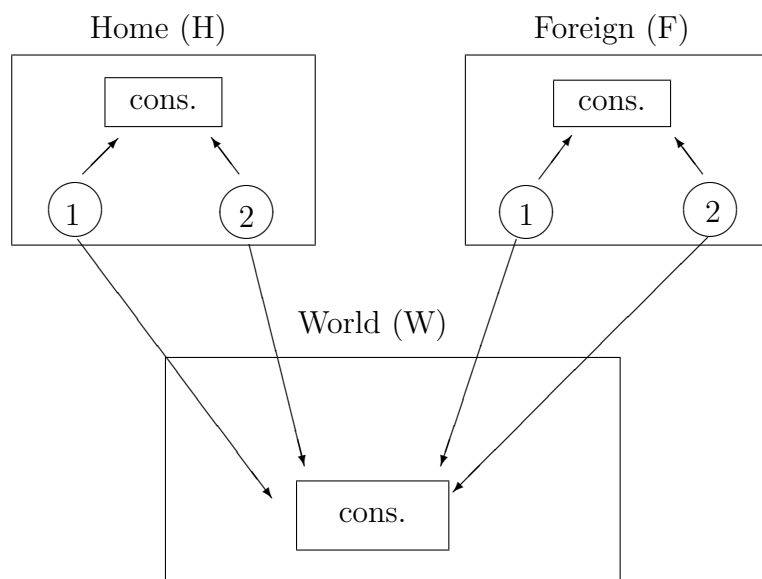 Home (H)
Foreign (F)
cons.
cons.
1
2
1
2
World (W)
cons.